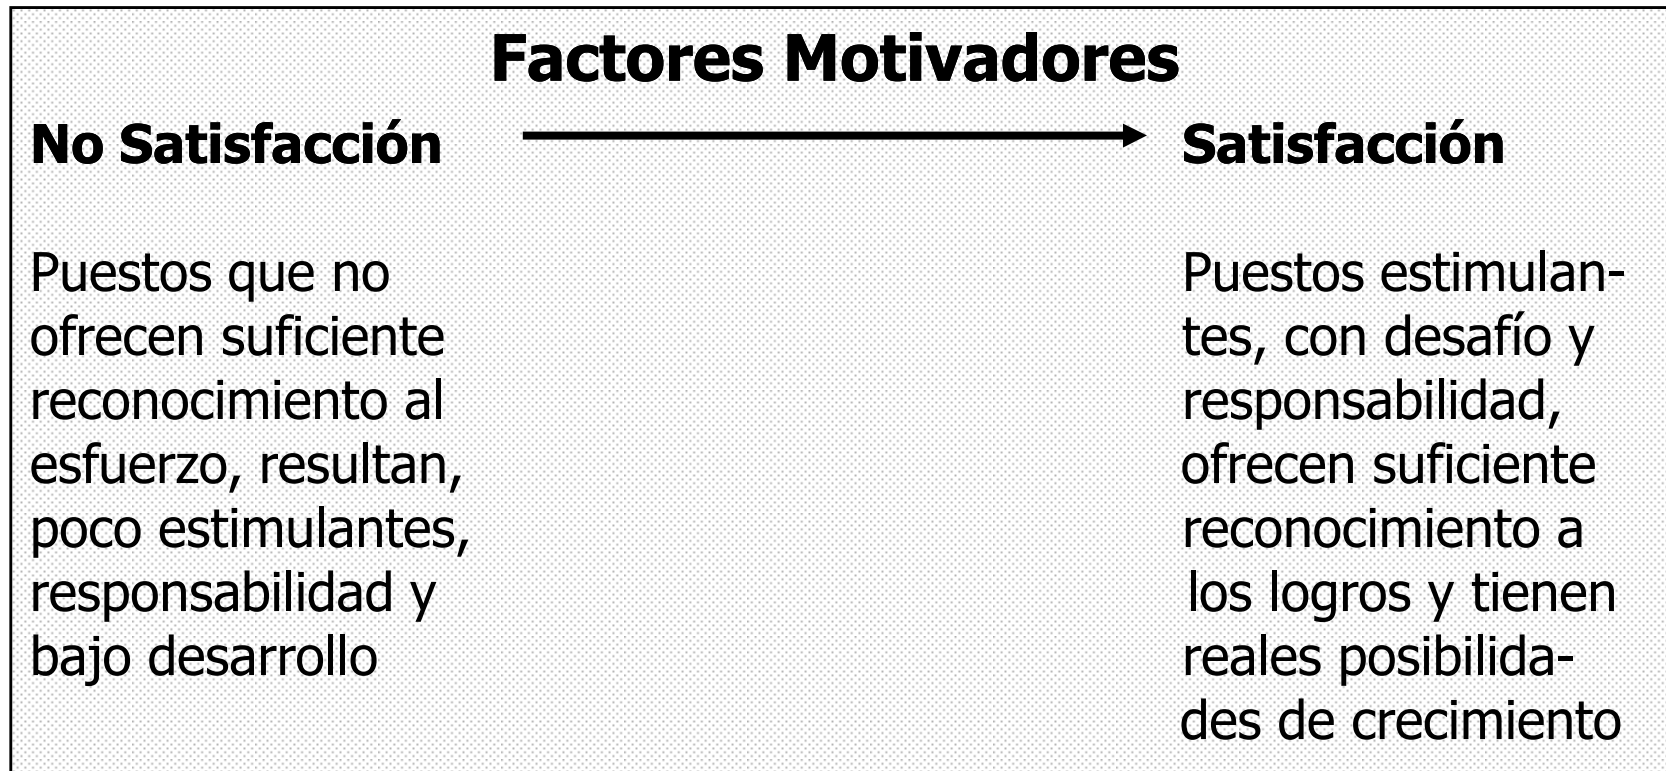 Factores Motivadores
No Satisfacción
Satisfacción
Puestos que no
ofrecen suficiente
reconocimiento al
esfuerzo, resultan,
poco estimulantes,
responsabilidad y
bajo desarrollo
Puestos estimulan-
tes, con desafío y
responsabilidad,
ofrecen suficiente
reconocimiento a
los logros y tienen
reales posibilida-
des de crecimiento